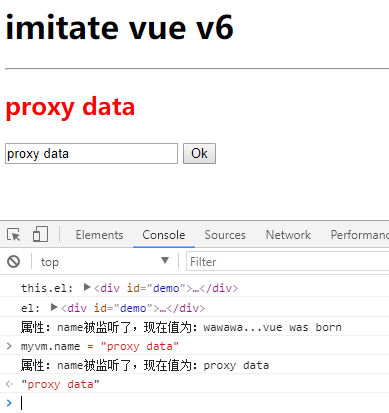 imitate vue v6
proxy data
proxy data Ok
Elements Console Sources Network Performanc
top Filter
this.el: ▶<div id="demo">…</div>
el: ▶<div id="demo">…</div>
属性：name被监听了，现在值为：wawawa...vue was born
> myvm.name = "proxy data"
属性：name被监听了，现在值为：proxy data
"proxy data"
>